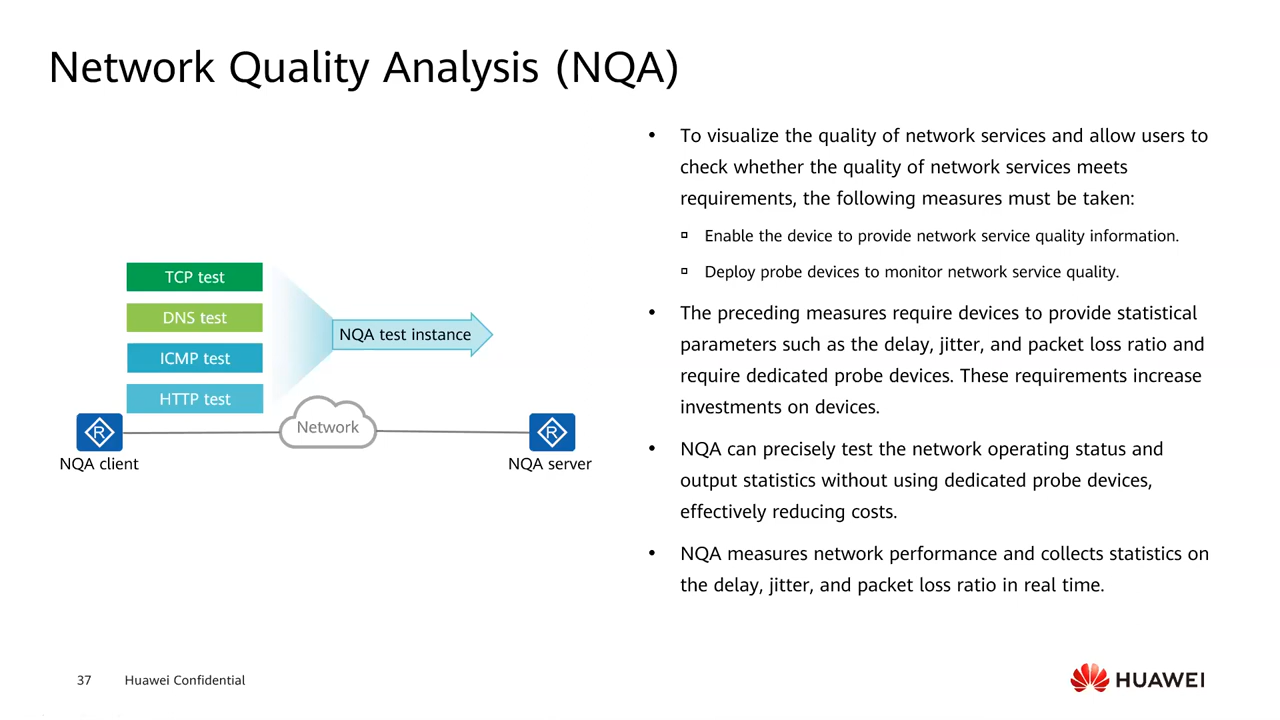 Network Quality Analysis (NQA)
TCP test
DNS test
ICMP test
HTTP test
NQA test instance
Network
R
R
NQA client
NQA server
• To visualize the quality of network services and allow users to
check whether the quality of network services meets
requirements, the following measures must be taken:
▫ Enable the device to provide network service quality information.
▫ Deploy probe devices to monitor network service quality.
• The preceding measures require devices to provide statistical
parameters such as the delay, jitter, and packet loss ratio and
require dedicated probe devices. These requirements increase
investments on devices.
• NQA can precisely test the network operating status and
output statistics without using dedicated probe devices,
effectively reducing costs.
• NQA measures network performance and collects statistics on
the delay, jitter, and packet loss ratio in real time.
37 Huawei Confidential
HUAWEI